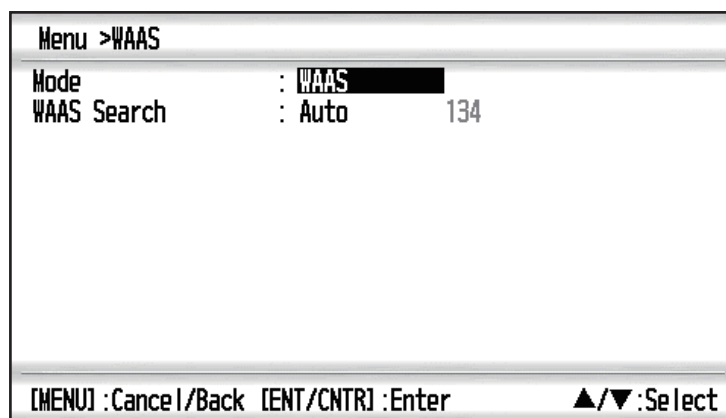 Menu >WAAS
Mode : WAAS
WAAS Search : Auto 134
[MENU] :Cancel/Back [ENT/CNTR] :Enter ▲/▼:Select